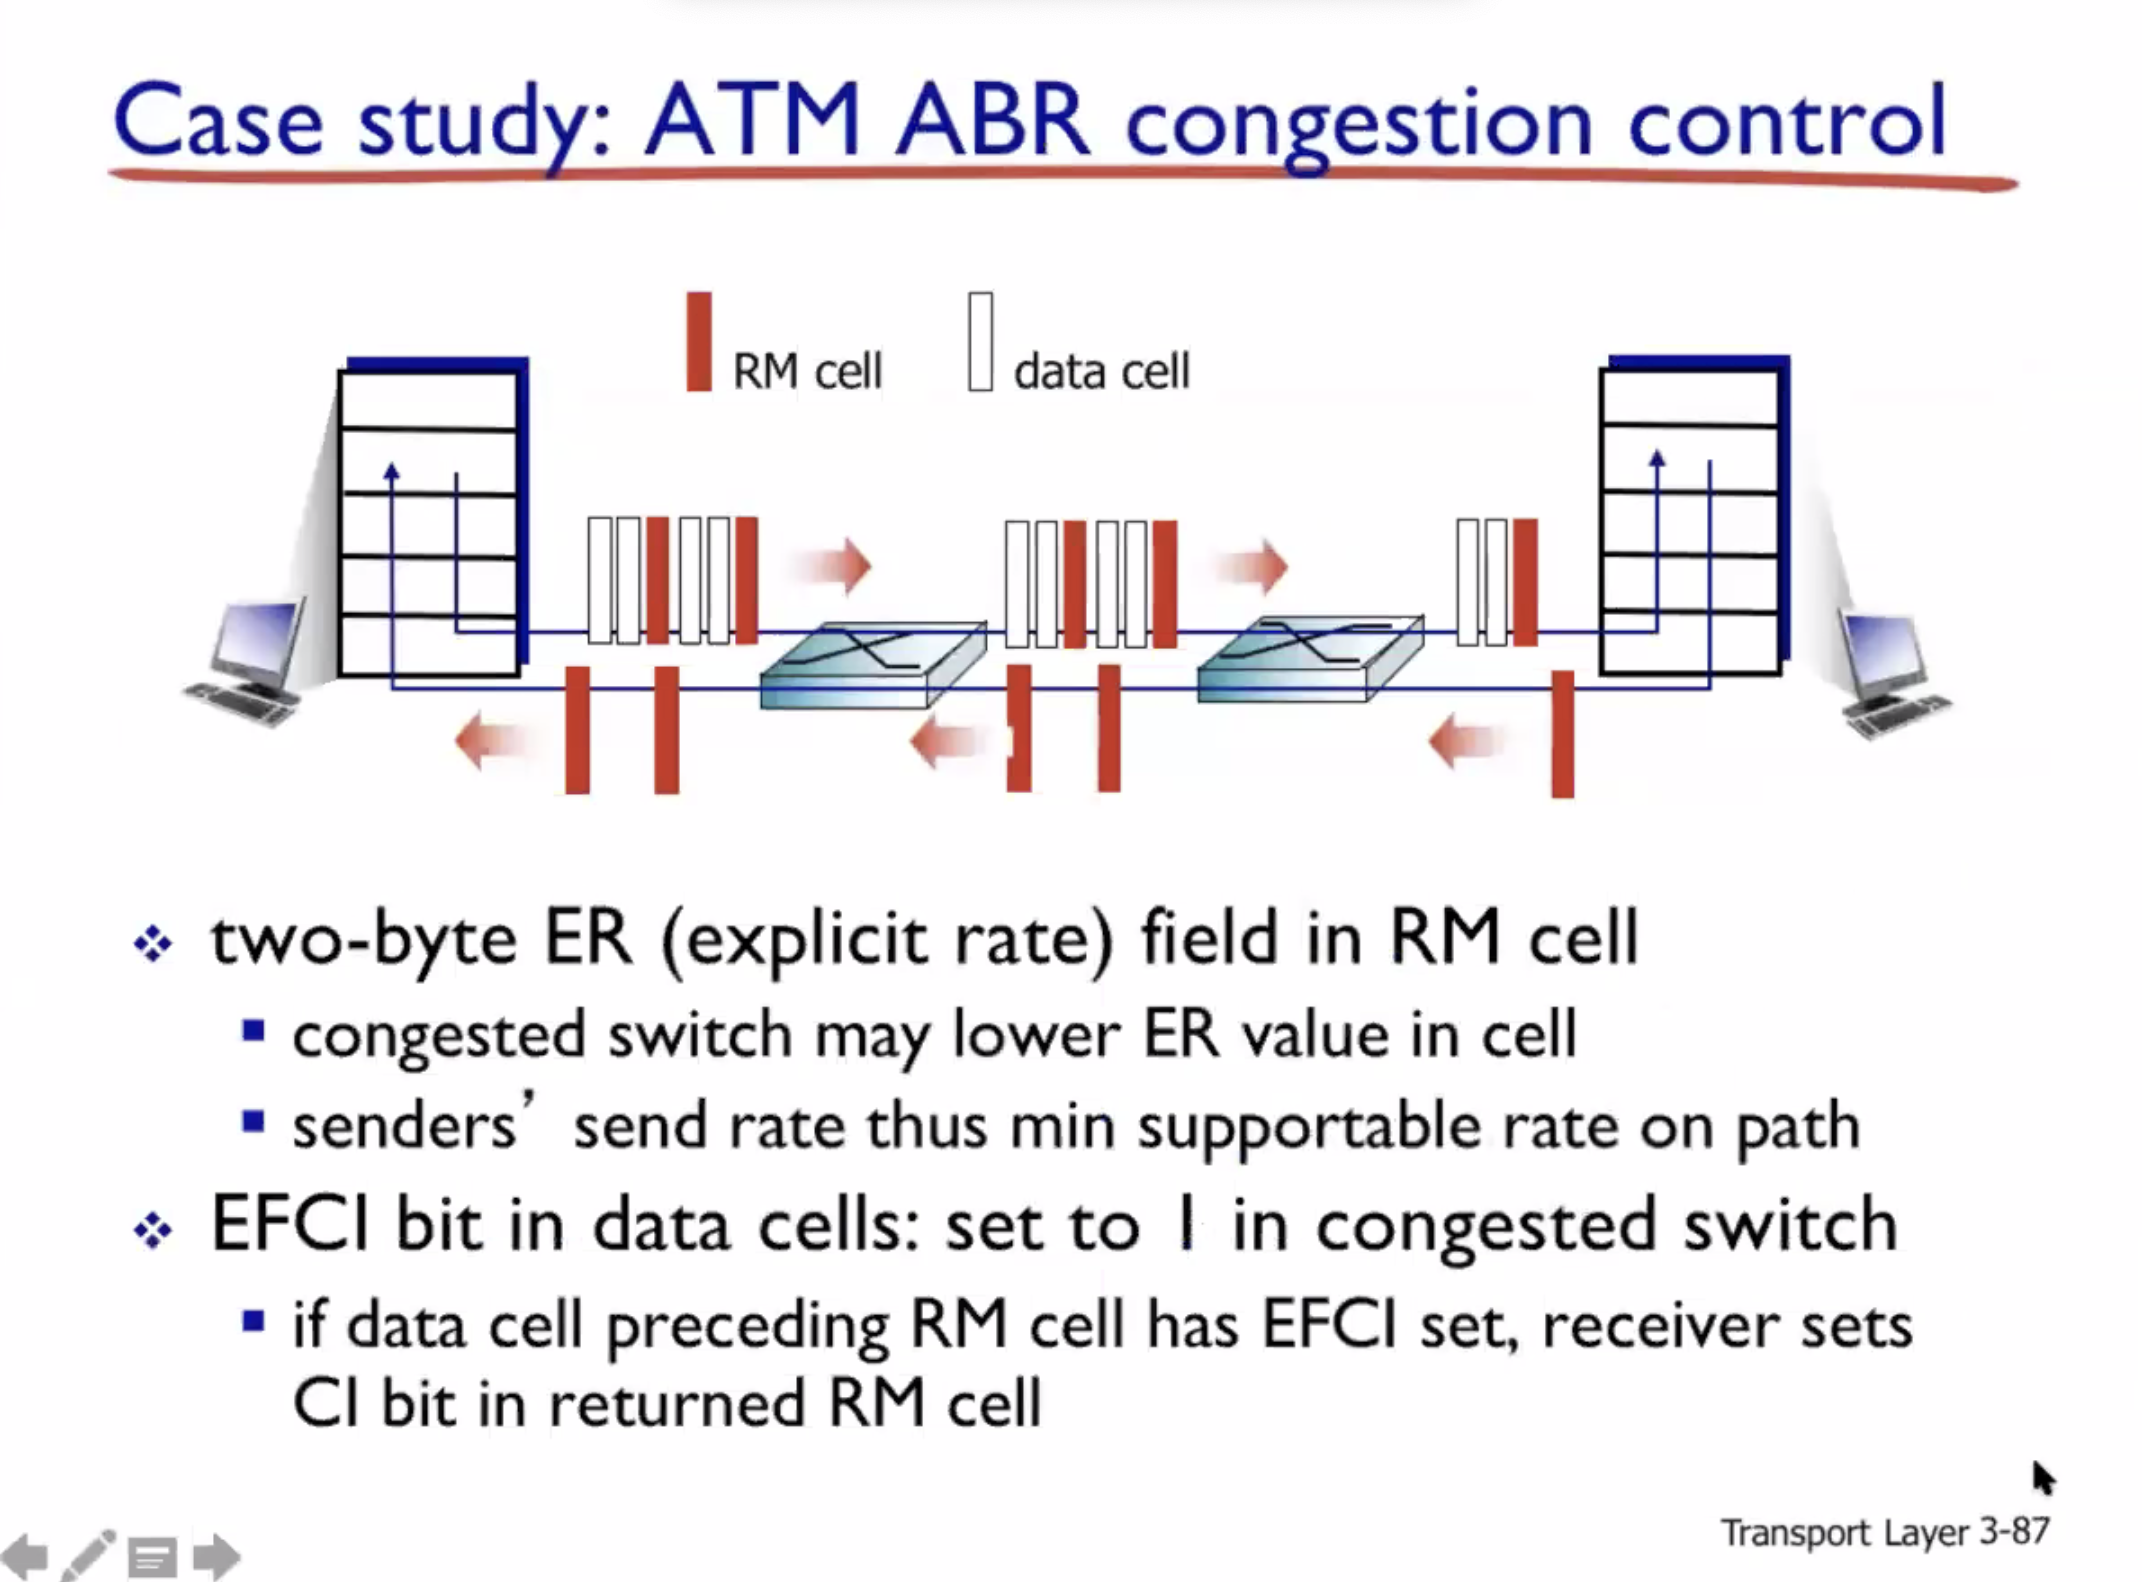 Case study: ATM ABR congestion control
RM cell
data cell
two-byte ER (explicit rate) field in RM cell
congested switch may lower ER value in cell
senders’ send rate thus min supportable rate on path
EFCI bit in data cells: set to 1 in congested switch
if data cell preceding RM cell has EFCI set, receiver sets
CI bit in returned RM cell
Transport Layer 3-87